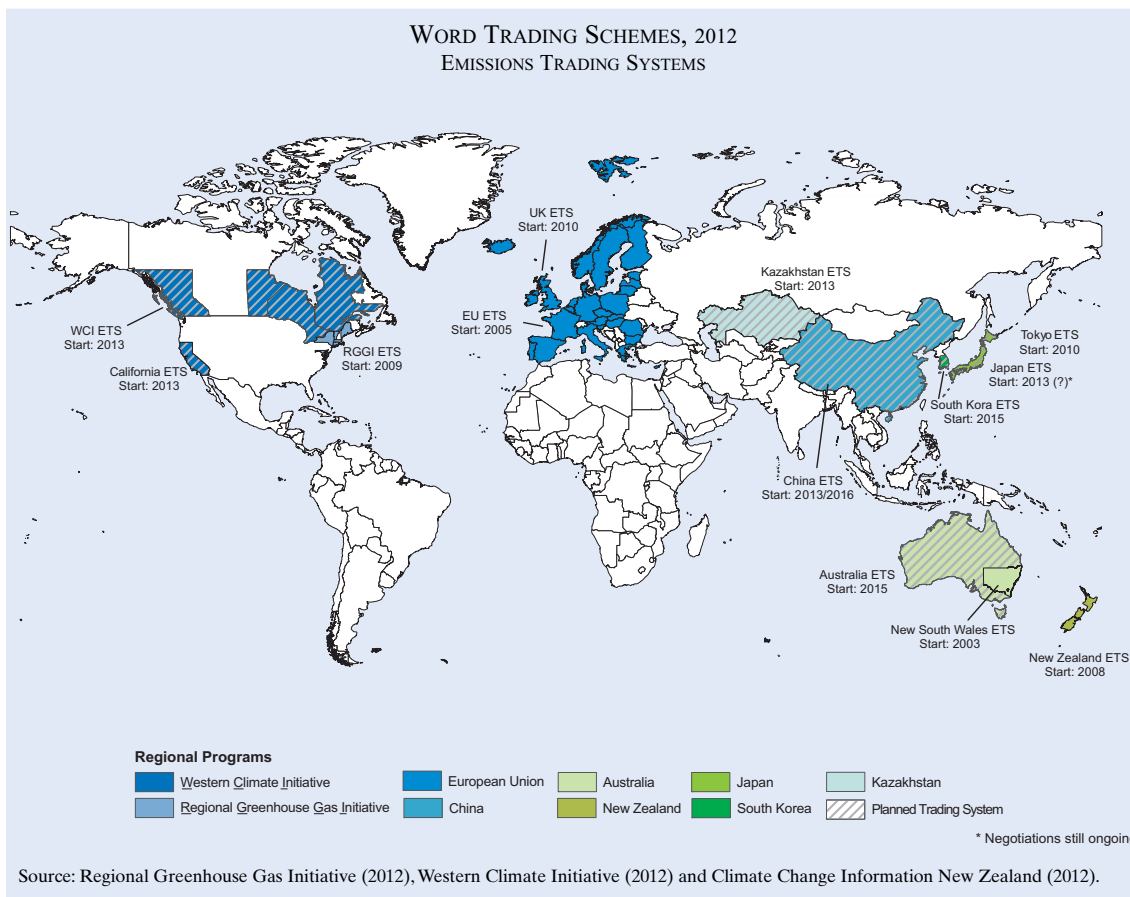 WORD TRADING SCHEMES, 2012
EMISSIONS TRADING SYSTEMS
UK ETS
Start: 2010
Kazakhstan ETS
Start: 2013
EU ETS
Start: 2005
WCI ETS
Start: 2013
RGGI ETS
Start: 2009
California ETS
Start: 2013
Tokyo ETS
Start: 2010
Japan ETS
Start: 2013 (?)*
South Kora ETS
Start: 2015
China ETS
Start: 2013/2016
Australia ETS
Start: 2015
New South Wales ETS
Start: 2003
New Zealand ETS
Start: 2008
Regional Programs
Western Climate Initiative
European Union
Australia
Japan
Kazakhstan
Regional Greenhouse Gas Initiative
China
New Zealand
South Korea
Planned Trading System
* Negotiations still ongoing
Source: Regional Greenhouse Gas Initiative (2012), Western Climate Initiative (2012) and Climate Change Information New Zealand (2012).